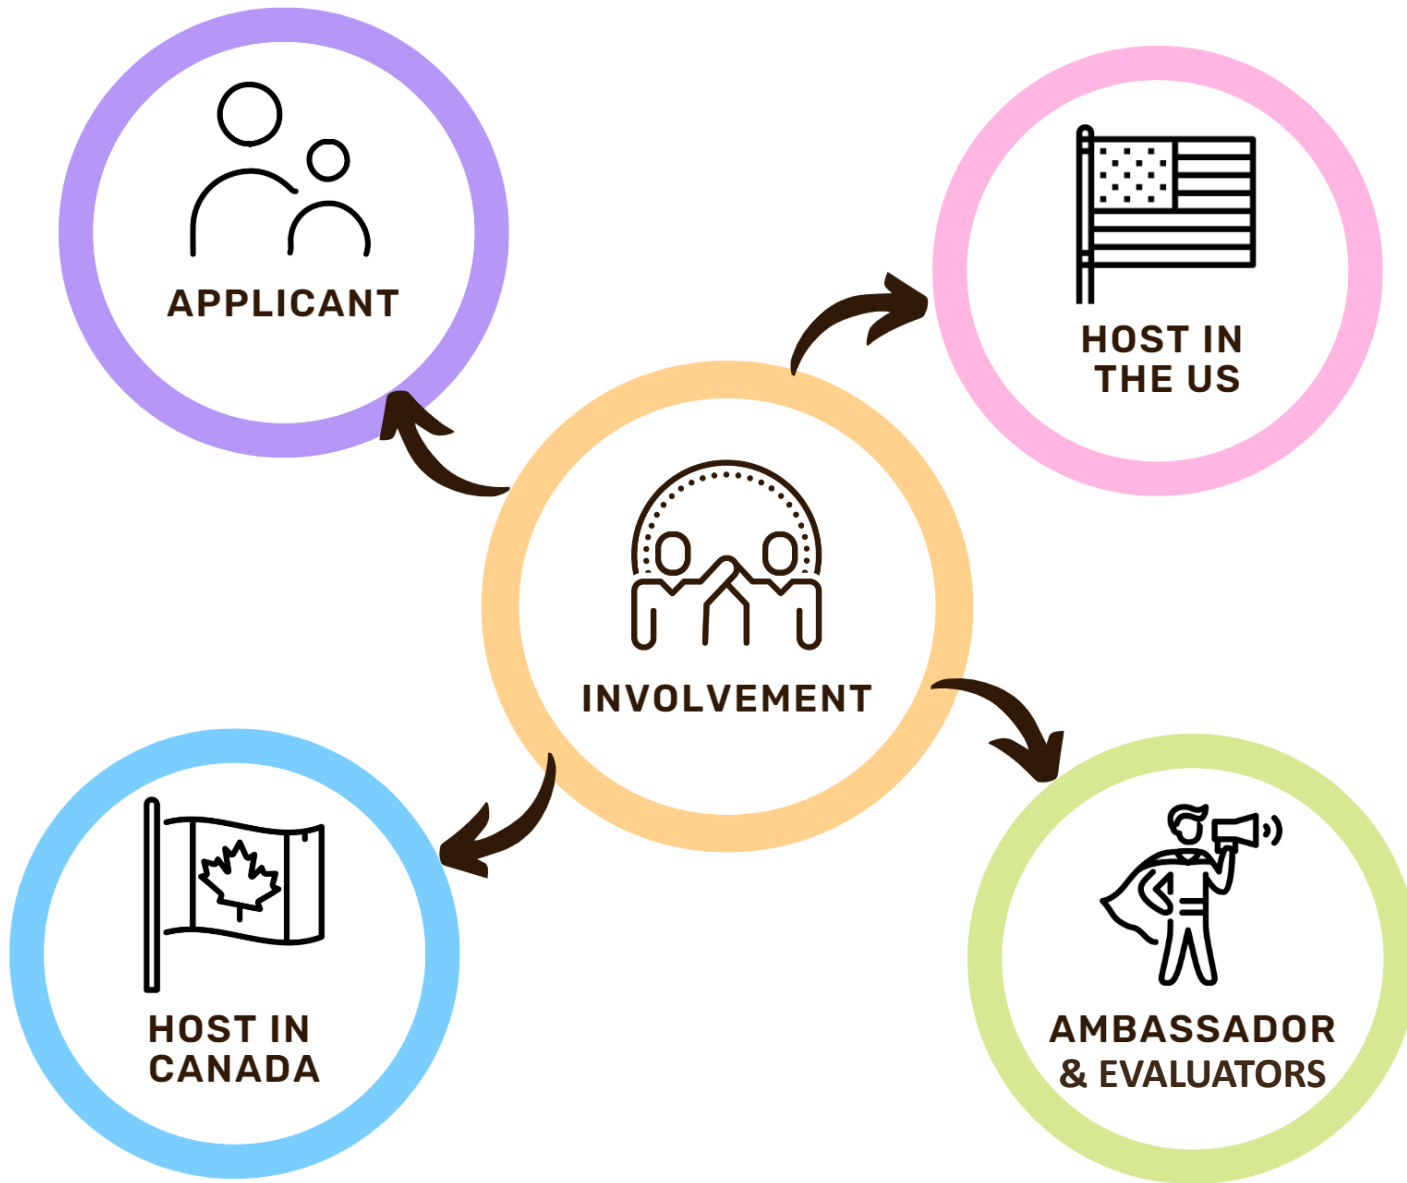 APPLICANT
HOST IN
THE US
INVOLVEMENT
HOST IN
CANADA
AMBASSADOR
& EVALUATORS